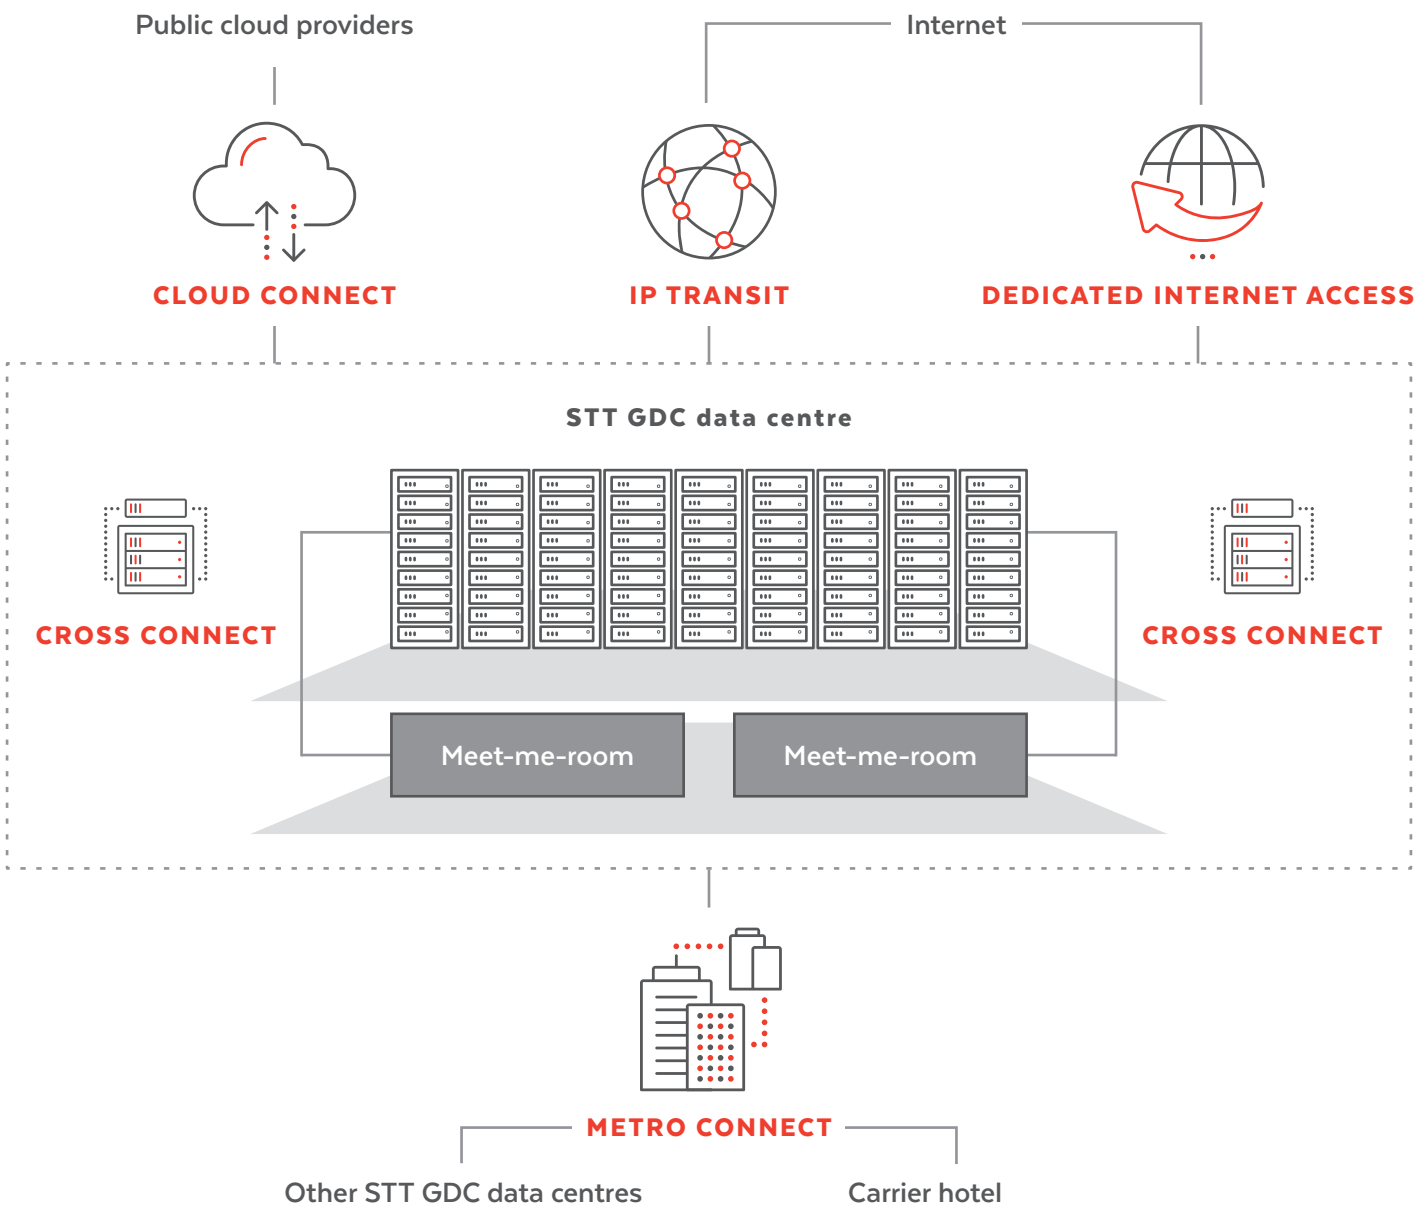 Public cloud providers
Internet
CLOUD CONNECT
IP TRANSIT
DEDICATED INTERNET ACCESS
STT GDC data centre
CROSS CONNECT
CROSS CONNECT
Meet-me-room
Meet-me-room
METRO CONNECT
Other STT GDC data centres
Carrier hotel